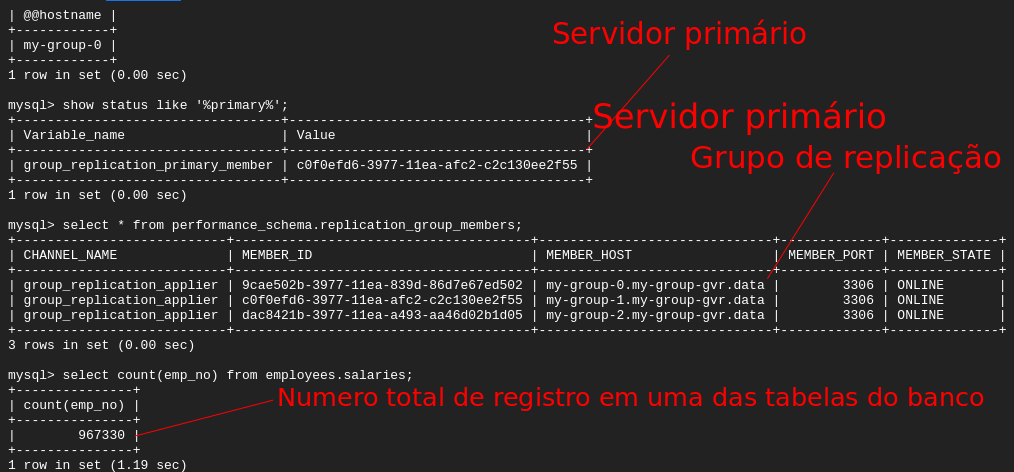 | @@hostname |
+------------+
| my-group-0 |
+------------+
1 row in set (0.00 sec)
Servidor primário
mysql> show status like '%primary%';
+----------------------------------+--------------------------------------+
| Variable_name                    | Value                                |
+----------------------------------+--------------------------------------+
| group_replication_primary_member | c0f0efd6-3977-11ea-afc2-c2c130ee2f55 |
+----------------------------------+--------------------------------------+
1 row in set (0.00 sec)
Servidor primário
Grupo de replicação
mysql> select * from performance_schema.replication_group_members;
+---------------------------+--------------------------------------+------------------------------+-------------+--------------+
| CHANNEL_NAME              | MEMBER_ID                            | MEMBER_HOST                  | MEMBER_PORT | MEMBER_STATE |
+---------------------------+--------------------------------------+------------------------------+-------------+--------------+
| group_replication_applier | 9cae502b-3977-11ea-839d-86d7e67ed502 | my-group-0.my-group-gvr.data |        3306 | ONLINE       |
| group_replication_applier | c0f0efd6-3977-11ea-afc2-c2c130ee2f55 | my-group-1.my-group-gvr.data |        3306 | ONLINE       |
| group_replication_applier | dac8421b-3977-11ea-a493-aa46d02b1d05 | my-group-2.my-group-gvr.data |        3306 | ONLINE       |
+---------------------------+--------------------------------------+------------------------------+-------------+--------------+
3 rows in set (0.00 sec)
mysql> select count(emp_no) from employees.salaries;
+---------------+
| count(emp_no) |
+---------------+
|        967330 |
+---------------+
1 row in set (1.19 sec)
Numero total de registro em uma das tabelas do banco